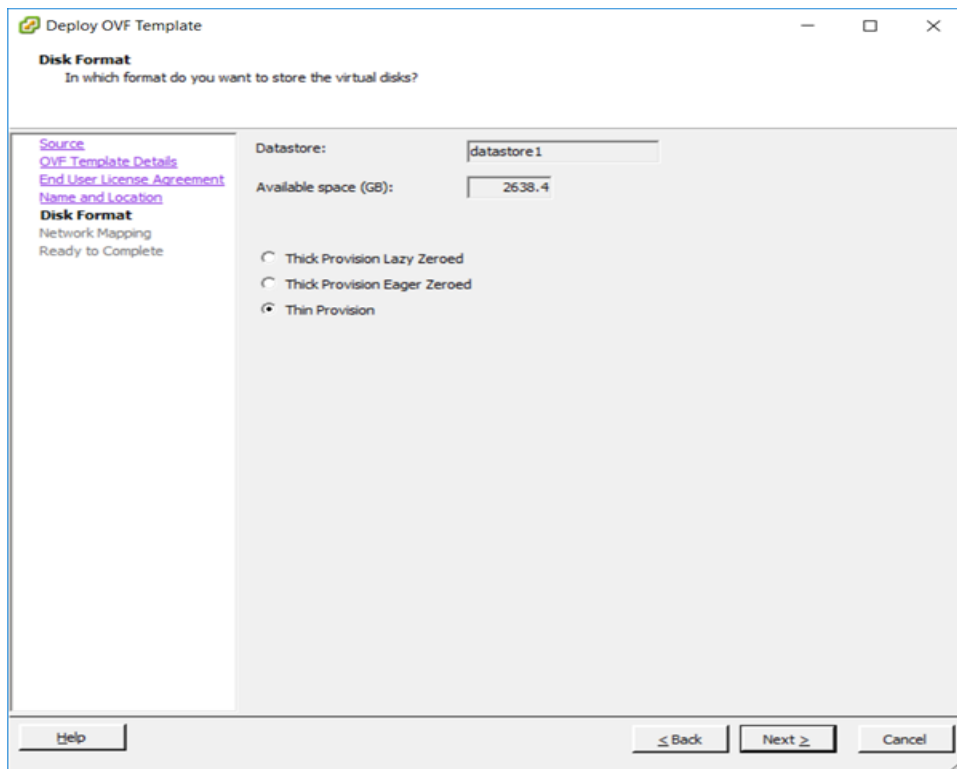 Deploy OVF Template
Disk Format
In which format do you want to store the virtual disks?
Source
OVF Template Details
End User License Agreement
Name and Location
Disk Format
Network Mapping
Ready to Complete
Datastore:
datastore1
Available space (GB):
2638.4
Thick Provision Lazy Zeroed
Thick Provision Eager Zeroed
Thin Provision
Help
< Back
Next >
Cancel